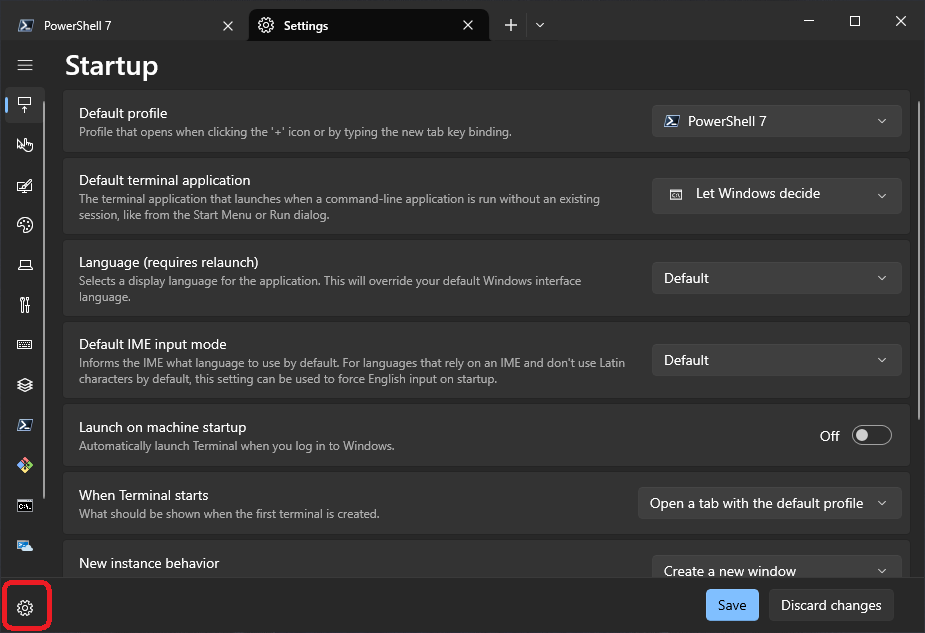 PowerShell 7
Settings
Startup
Default profile
Profile that opens when clicking the '+' icon or by typing the new tab key binding.
PowerShell 7
Default terminal application
The terminal application that launches when a command-line application is run without an existing
session, like from the Start Menu or Run dialog.
Let Windows decide
Language (requires relaunch)
Selects a display language for the application. This will override your default Windows interface
language.
Default
Default IME input mode
Informs the IME what language to use by default. For languages that rely on an IME and don't use Latin
characters by default, this setting can be used to force English input on startup.
Default
Launch on machine startup
Automatically launch Terminal when you log in to Windows.
Off
When Terminal starts
What should be shown when the first terminal is created.
Open a tab with the default profile
New instance behavior
Create a new window
Save
Discard changes